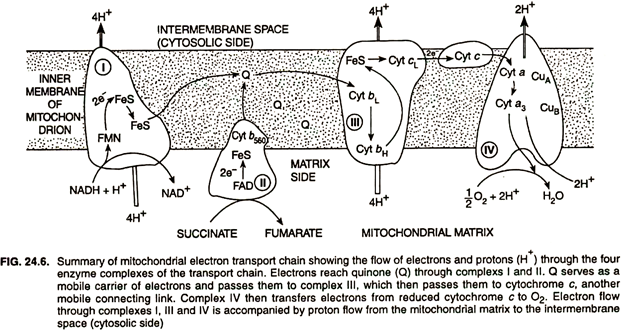 4H⁺
INTERMEMBRANE SPACE
(CYTOSOLIC SIDE)
4H⁺
2H⁺
I
INNER
MEMBRANE
OF
MITOCHON-
DRION
2e⁻
FeS
FeS
FMN
Q
Q
Q
Cyt b560
FeS
2e⁻
FAD
II
FeS
Cyt cL
2e⁻
Cyt c
Cyt bL
III
Cyt bH
Cyt a
CuA
Cyt a3
CuB
IV
MATRIX
SIDE
NADH + H⁺
NAD⁺
4H⁺
4H⁺
1/2 O2 + 2H⁺
H2O
2H⁺
SUCCINATE
FUMARATE
MITOCHONDRIAL MATRIX
FIG. 24.6. Summary of mitochondrial electron transport chain showing the flow of electrons and protons (H⁺) through the four
enzyme complexes of the transport chain. Electrons reach quinone (Q) through complexs I and II. Q serves as a
mobile carrier of electrons and passes them to complex III, which then passes them to cytochrome c, another
mobile connecting link. Complex IV then transfers electrons from reduced cytochrome c to O2. Electron flow
through complexes I, III and IV is accompanied by proton flow from the mitochondrial matrix to the intermembrane
space (cytosolic side)